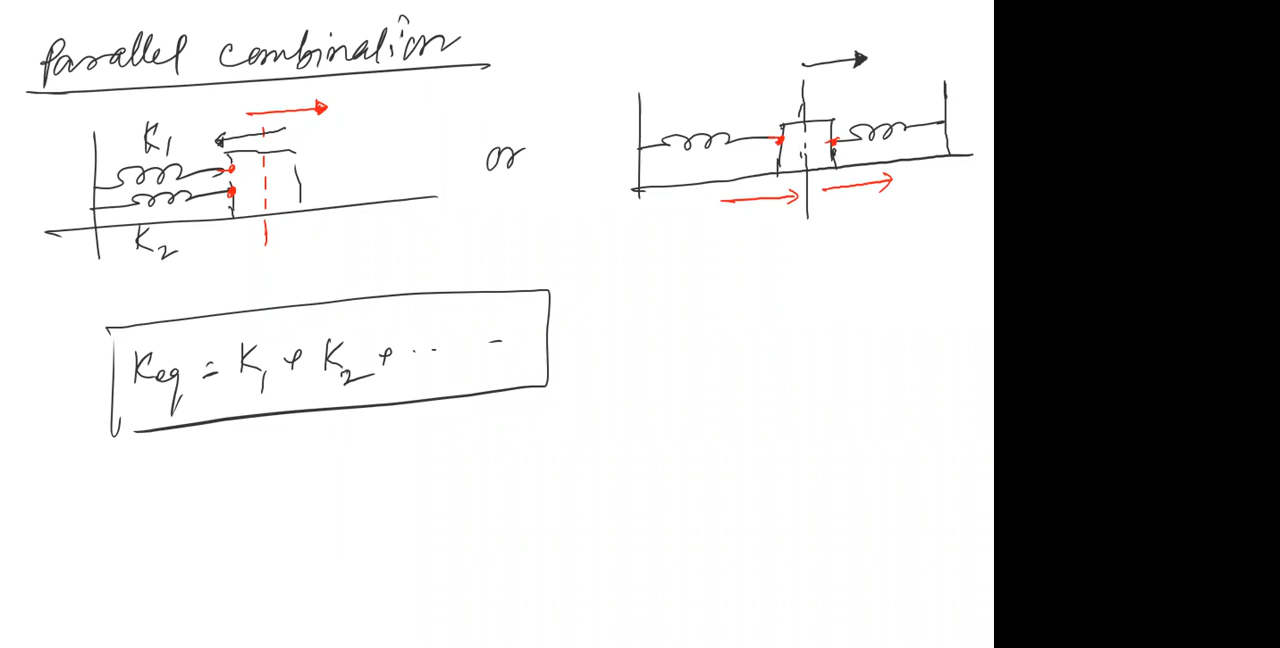 Parallel combination
K1
or
K2
Keq = K1 + K2 + .. -